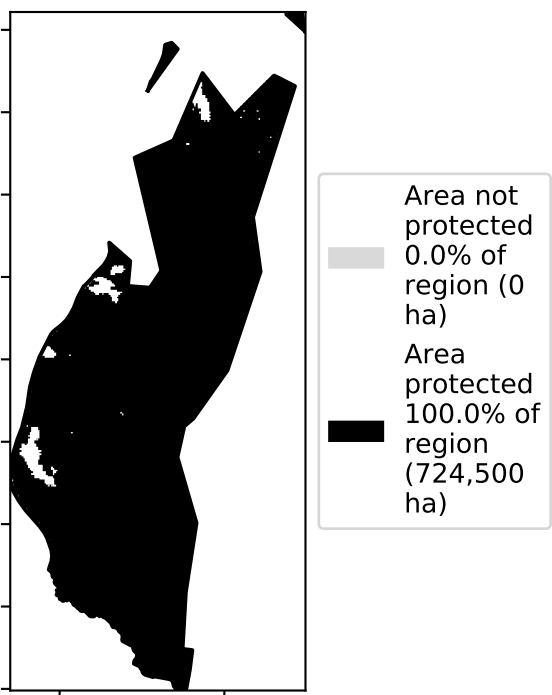 Area not
protected
0.0% of
region (0
ha)
Area
protected
100.0% of
region
(724,500
ha)